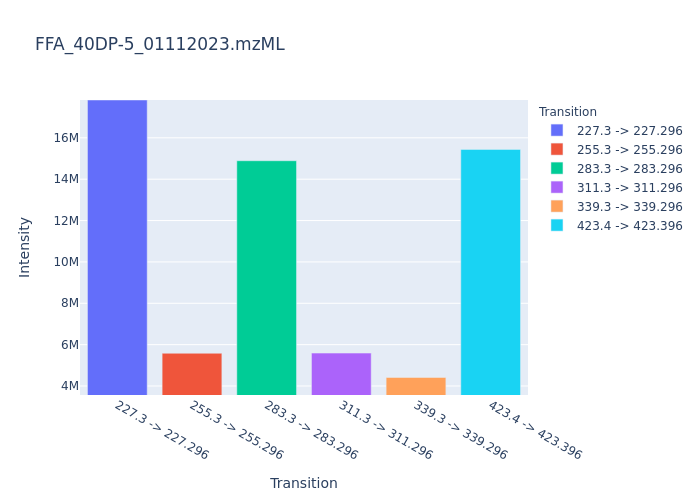 FFA_40DP-5_01112023.mzML
Transition
227.3 -> 227.296
255.3 -> 255.296
283.3 -> 283.296
311.3 -> 311.296
339.3 -> 339.296
423.4 -> 423.396
Intensity
16M
14M
12M
10M
8M
6M
4M
227.3 -> 227.296
255.3 -> 255.296
283.3 -> 283.296
311.3 -> 311.296
339.3 -> 339.296
423.4 -> 423.396
Transition